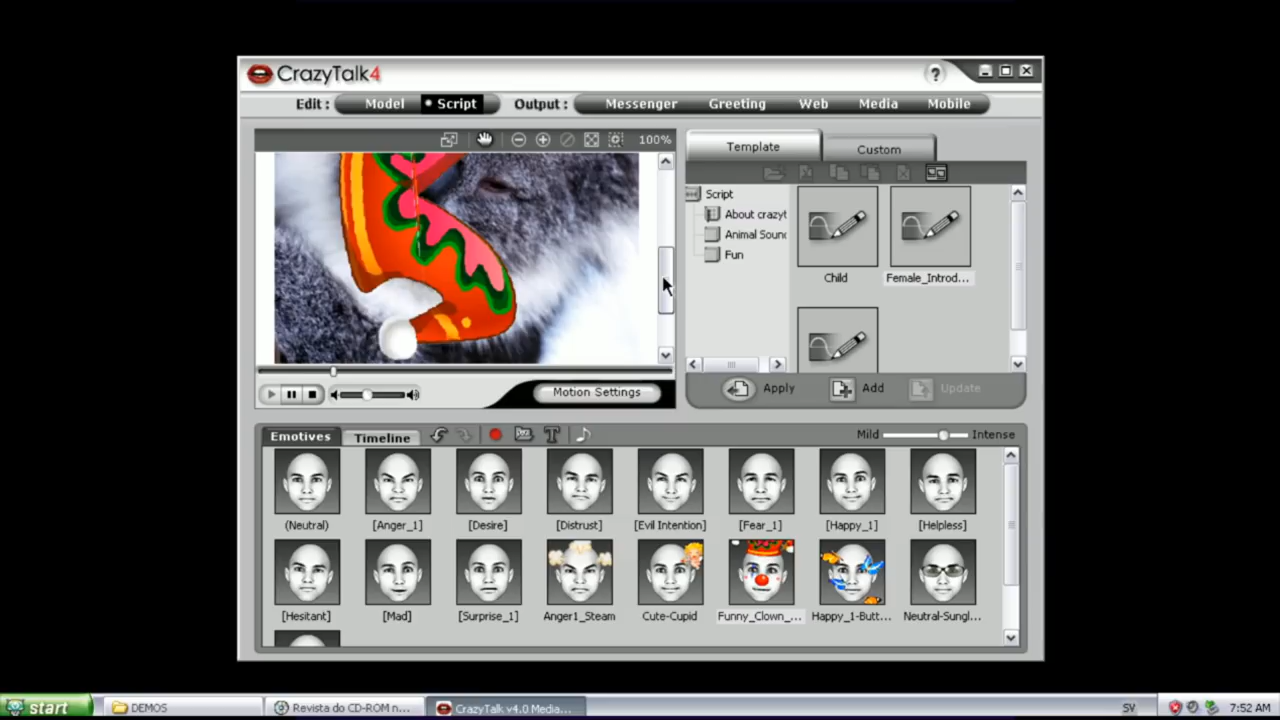 CrazyTalk4
?
Edit : Model Script Output : Messenger Greeting Web Media Mobile
100%
Template Custom
Script
About crazyt
Animal Sounc
Fun
Child Female_Introd...
Motion Settings
Apply Add Update
Emotives Timeline T Mild Intense
(Neutral) [Anger_1] [Desire] [Distrust] [Evil Intention] [Fear_1] [Happy_1] [Helpless]
[Hesitant] [Mad] [Surprise_1] Anger1_Steam Cute-Cupid Funny_Clown_... Happy_1-Butt... Neutral-Sungl...
start DEMOS Revista do CD-ROM n... CrazyTalk v4.0 Media... SV 7:52 AM